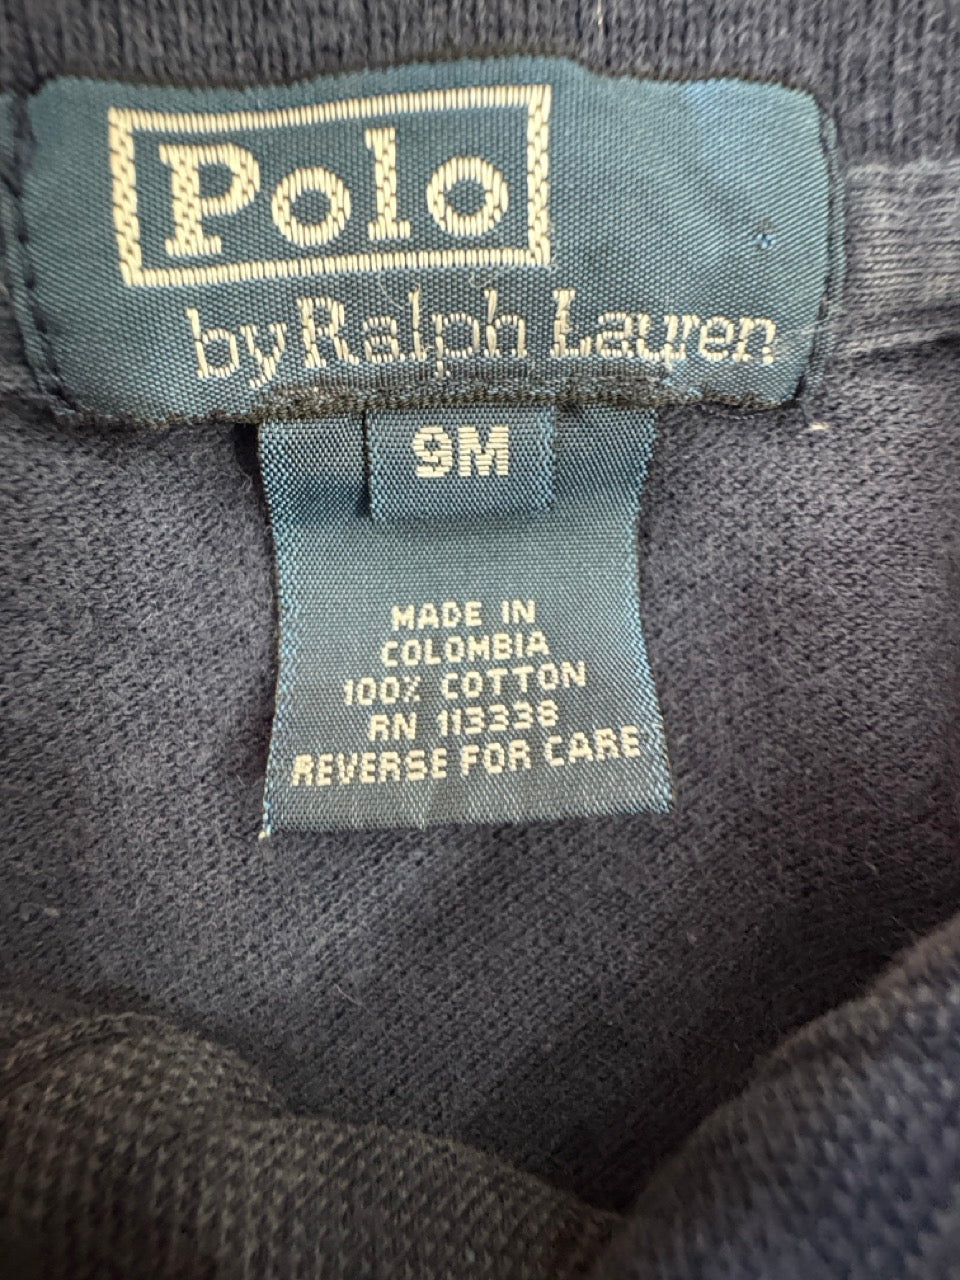 Polo
by Ralph Lauren
9M
MADE IN
COLOMBIA
100% COTTON
RN 113338
REVERSE FOR CARE